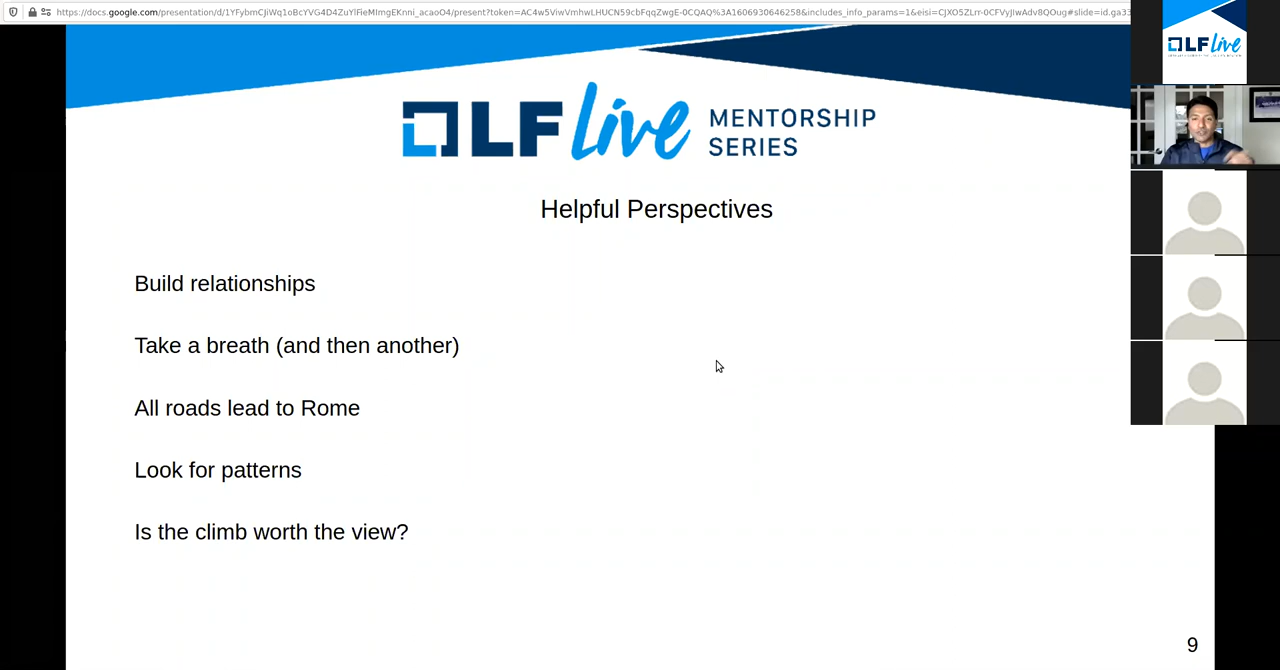 LF Live MENTORSHIP
SERIES
Helpful Perspectives
Build relationships
Take a breath (and then another)
All roads lead to Rome
Look for patterns
Is the climb worth the view?
9
LF Live